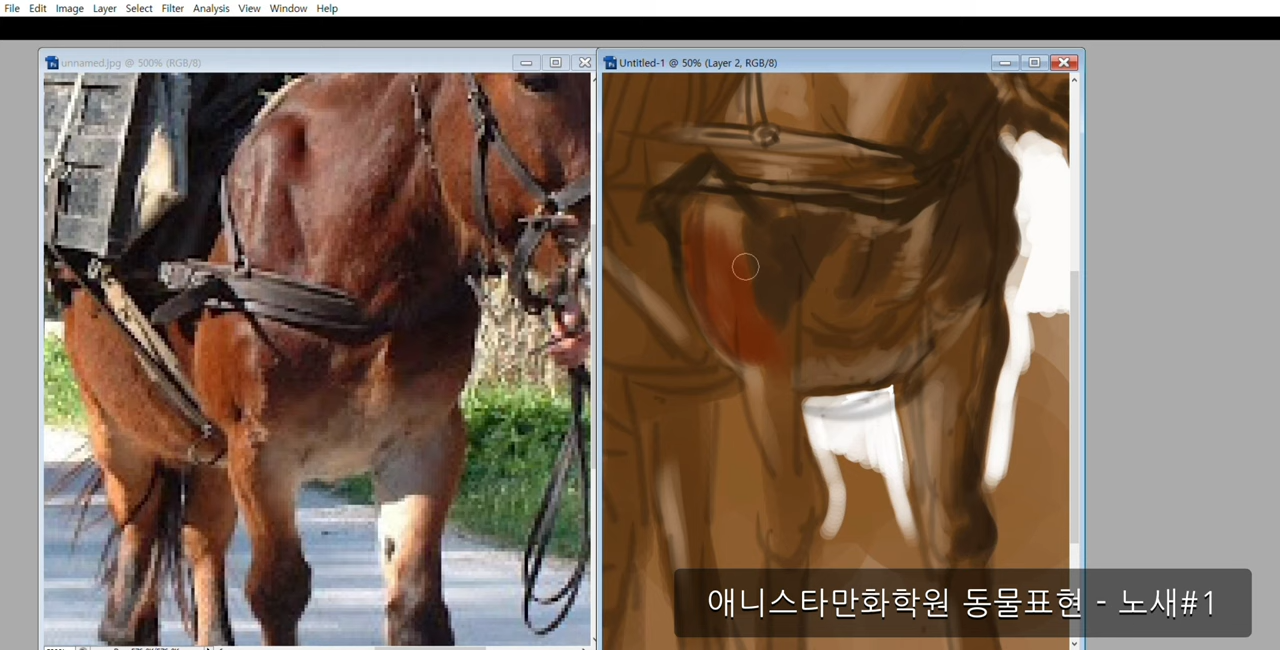 File Edit Image Layer Select Filter Analysis View Window Help
unnamed.jpg @ 500% (RGB/8)
Untitled-1 @ 50% (Layer 2, RGB/8)
애니스타만화학원 동물표현 - 노새#1